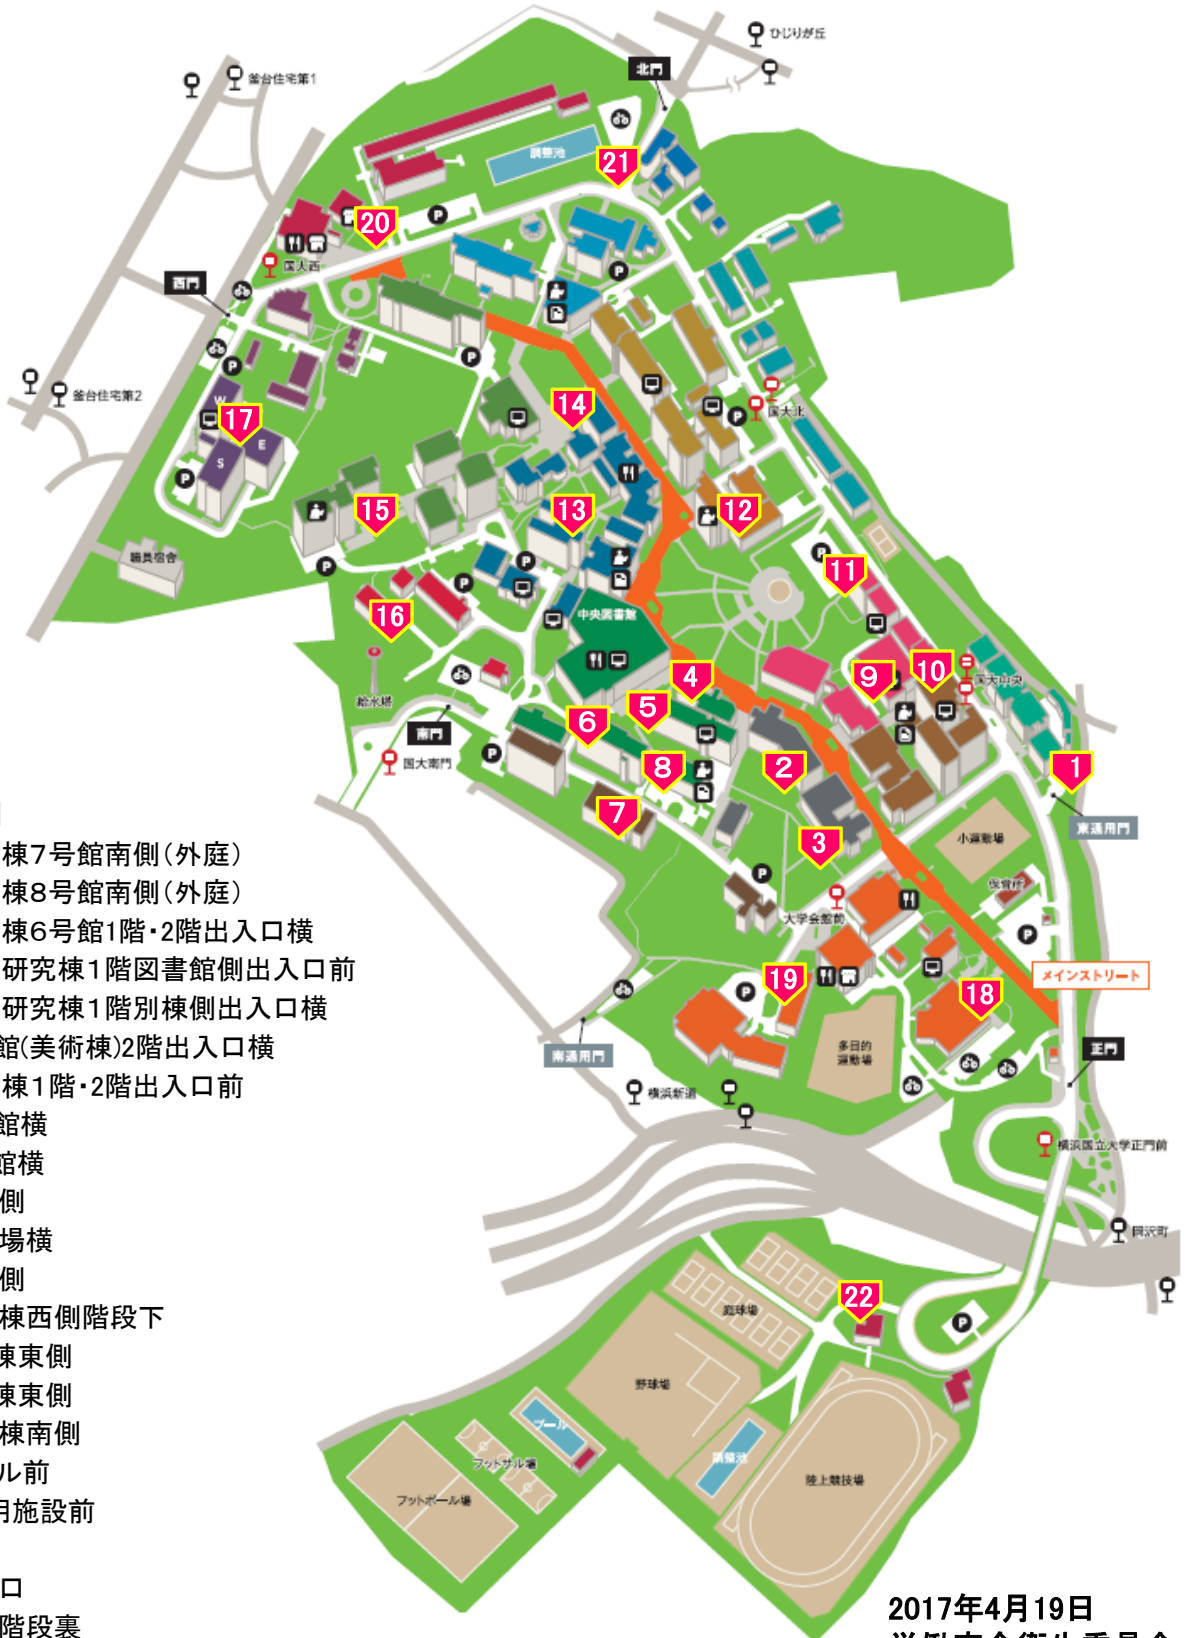 ひじりが丘
北門
釜台住宅第1
調整池
21
20
国大西
西門
釜台住宅第2
W
17
E
S
14
国大北
15
13
12
職員宿舎
11
16
中央図書館
給水塔
4
9
10
国大中央
5
6
南門
国大南門
8
2
1
7
3
東通用門
小運動場
保育所
大学会館前
棟7号館南側(外庭)
棟8号館南側(外庭)
棟6号館1階・2階出入口横
研究棟1階図書館側出入口前
19
18
メインストリート
研究棟1階別棟側出入口横
館(美術棟)2階出入口横
多目的
運動場
南通用門
正門
棟1階・2階出入口前
横浜新道
館横
館横
横浜国立大学正門前
側
岡沢町
場横
側
22
庭球場
棟西側階段下
棟東側
野球場
棟東側
プール
棟南側
フットサル場
調整池
ル前
陸上競技場
フットボール場
用施設前
口
階段裏
2017年4月19日